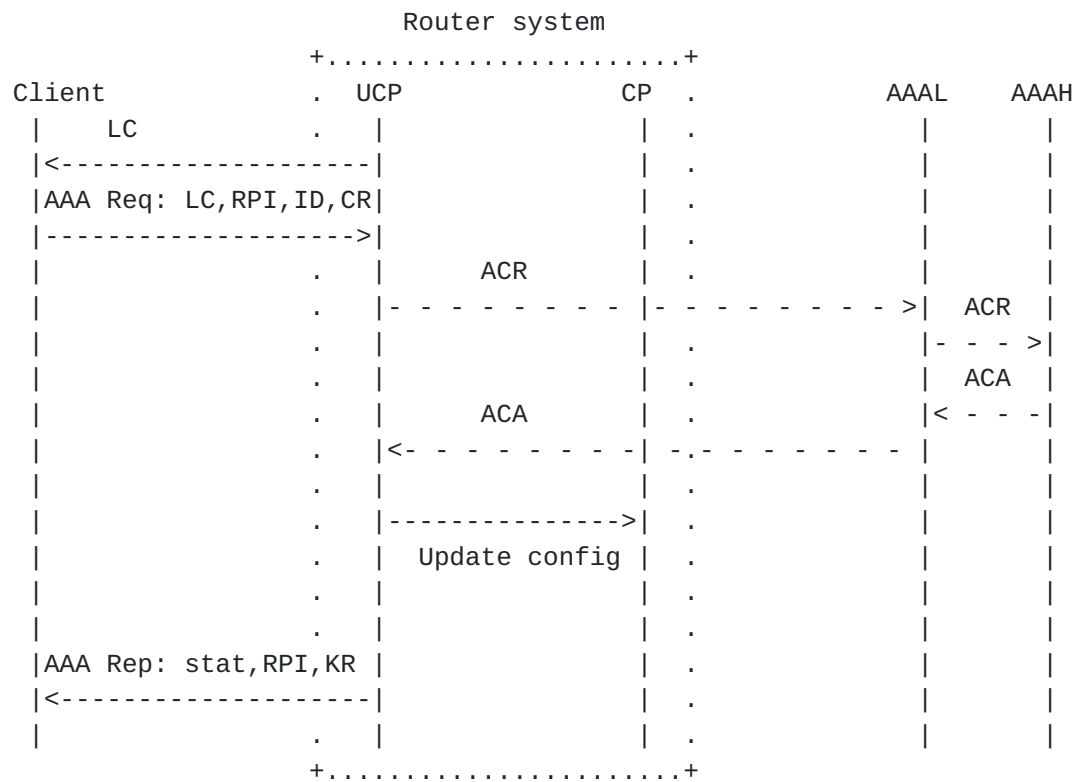 Router system
Client UCP CP AAAL AAAH
LC
AAA Req: LC,RPI,ID,CR
ACR
ACR
ACA
ACA
Update config
AAA Rep: stat,RPI,KR